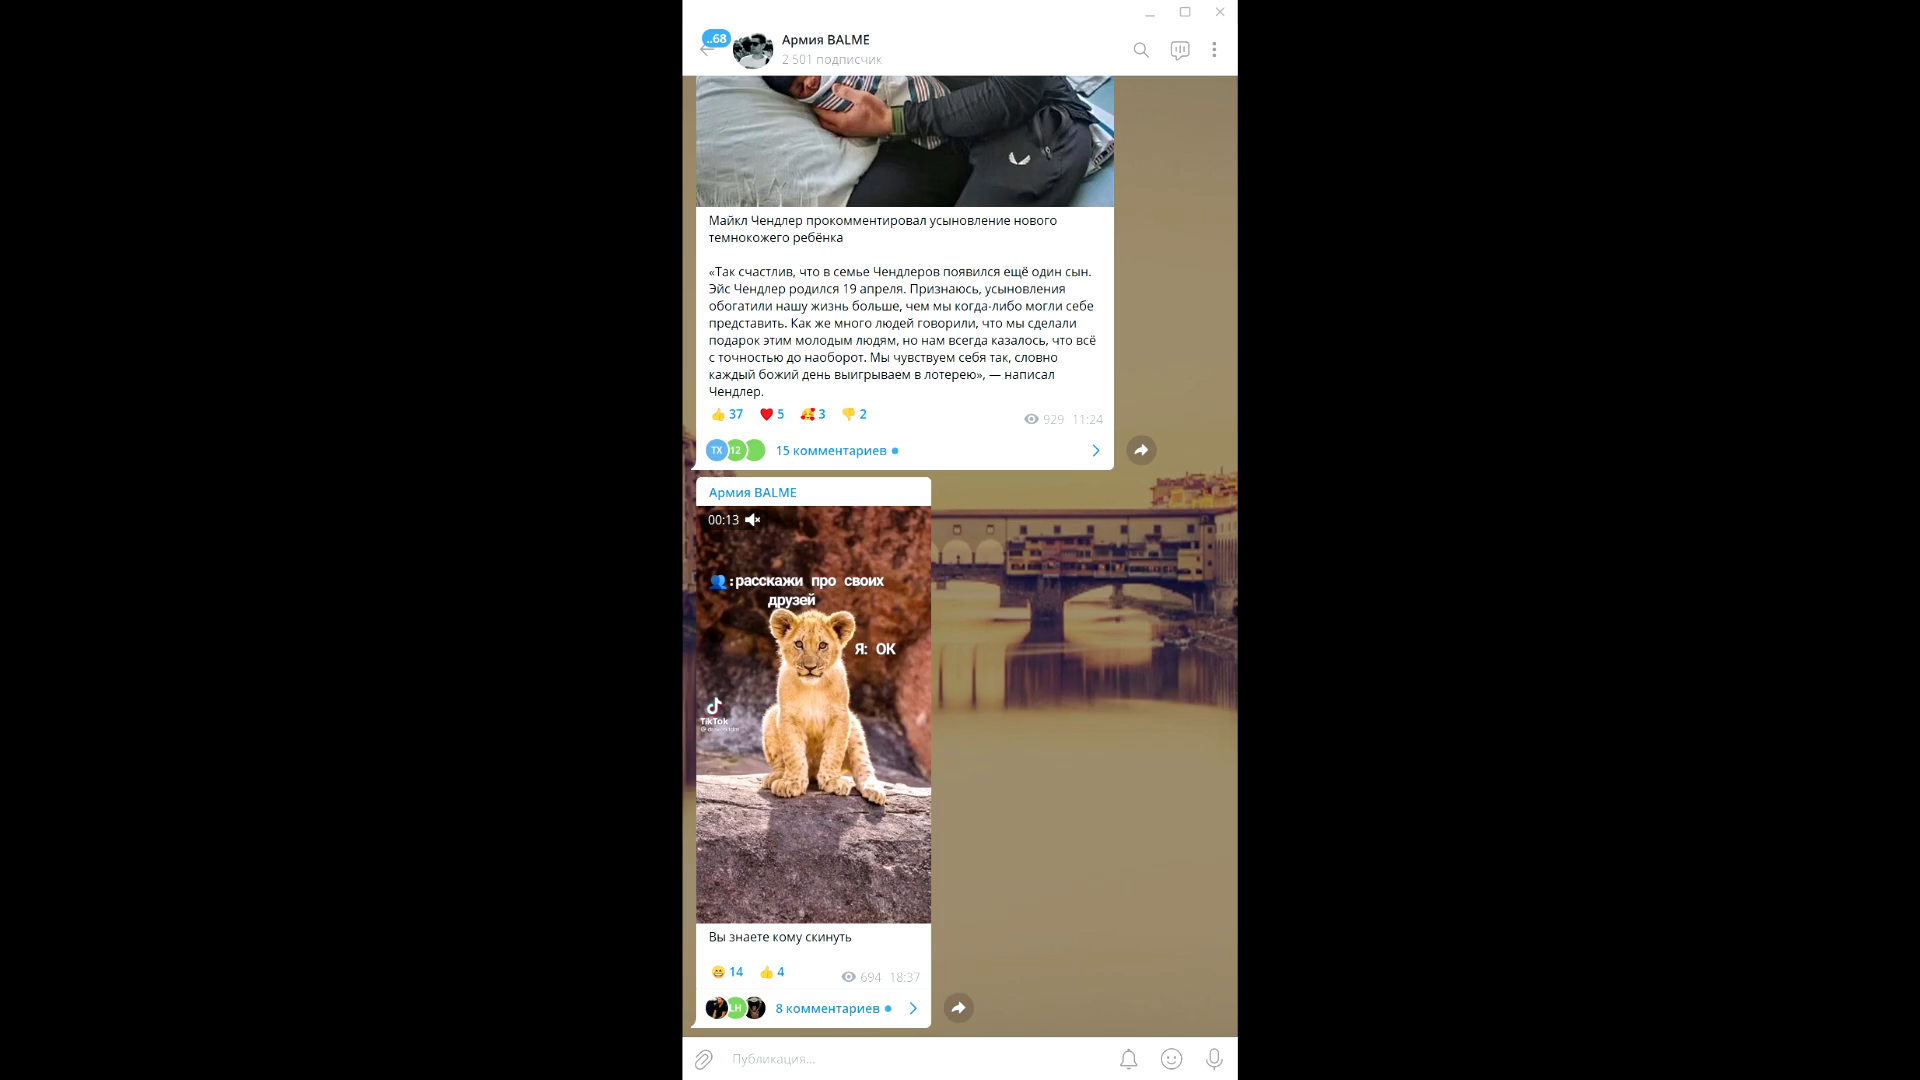 ..68
Армия BALME
2 501 подписчик
Майкл Чендлер прокомментировал усыновление нового
темнокожего ребёнка
«Так счастлив, что в семье Чендлеров появился ещё один сын.
Эйс Чендлер родился 19 апреля. Признаюсь, усыновления
обогатили нашу жизнь больше, чем мы когда-либо могли себе
представить. Как же много людей говорили, что мы сделали
подарок этим молодым людям, но нам всегда казалось, что всё
с точностью до наоборот. Мы чувствуем себя так, словно
каждый божий день выигрываем в лотерею», — написал
Чендлер.
37 5 3 2 929 11:24
TX 12 15 комментариев
Армия BALME
00:13
:расскажи про своих
друзей
Я: ОК
TikTok
Вы знаете кому скинуть
14 4 694 18:37
LH 8 комментариев
Публикация...